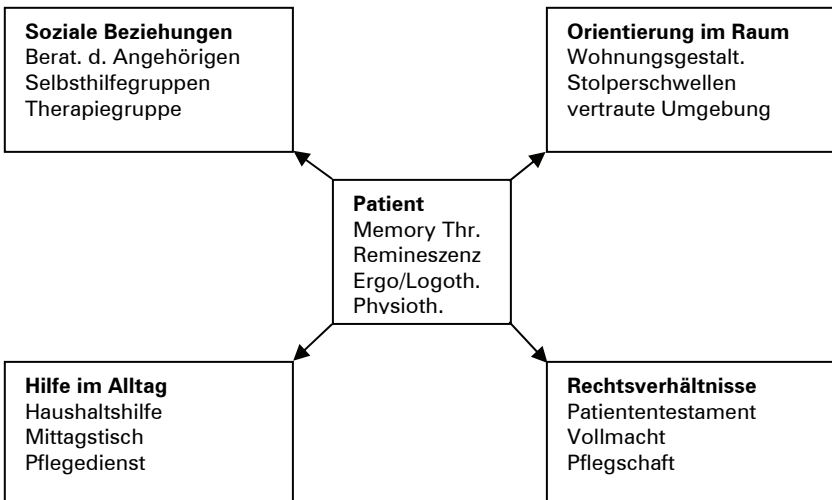 Soziale Beziehungen
Berat. d. Angehörigen
Selbsthilfegruppen
Therapiegruppe
Orientierung im Raum
Wohnungsgestalt.
Stolperschwellen
vertraute Umgebung
Patient
Memory Thr.
Remineszenz
Ergo/Logoth.
Physioth.
Hilfe im Alltag
Haushaltshilfe
Mittagstisch
Pflegedienst
Rechtsverhältnisse
Patiententestament
Vollmacht
Pflegschaft